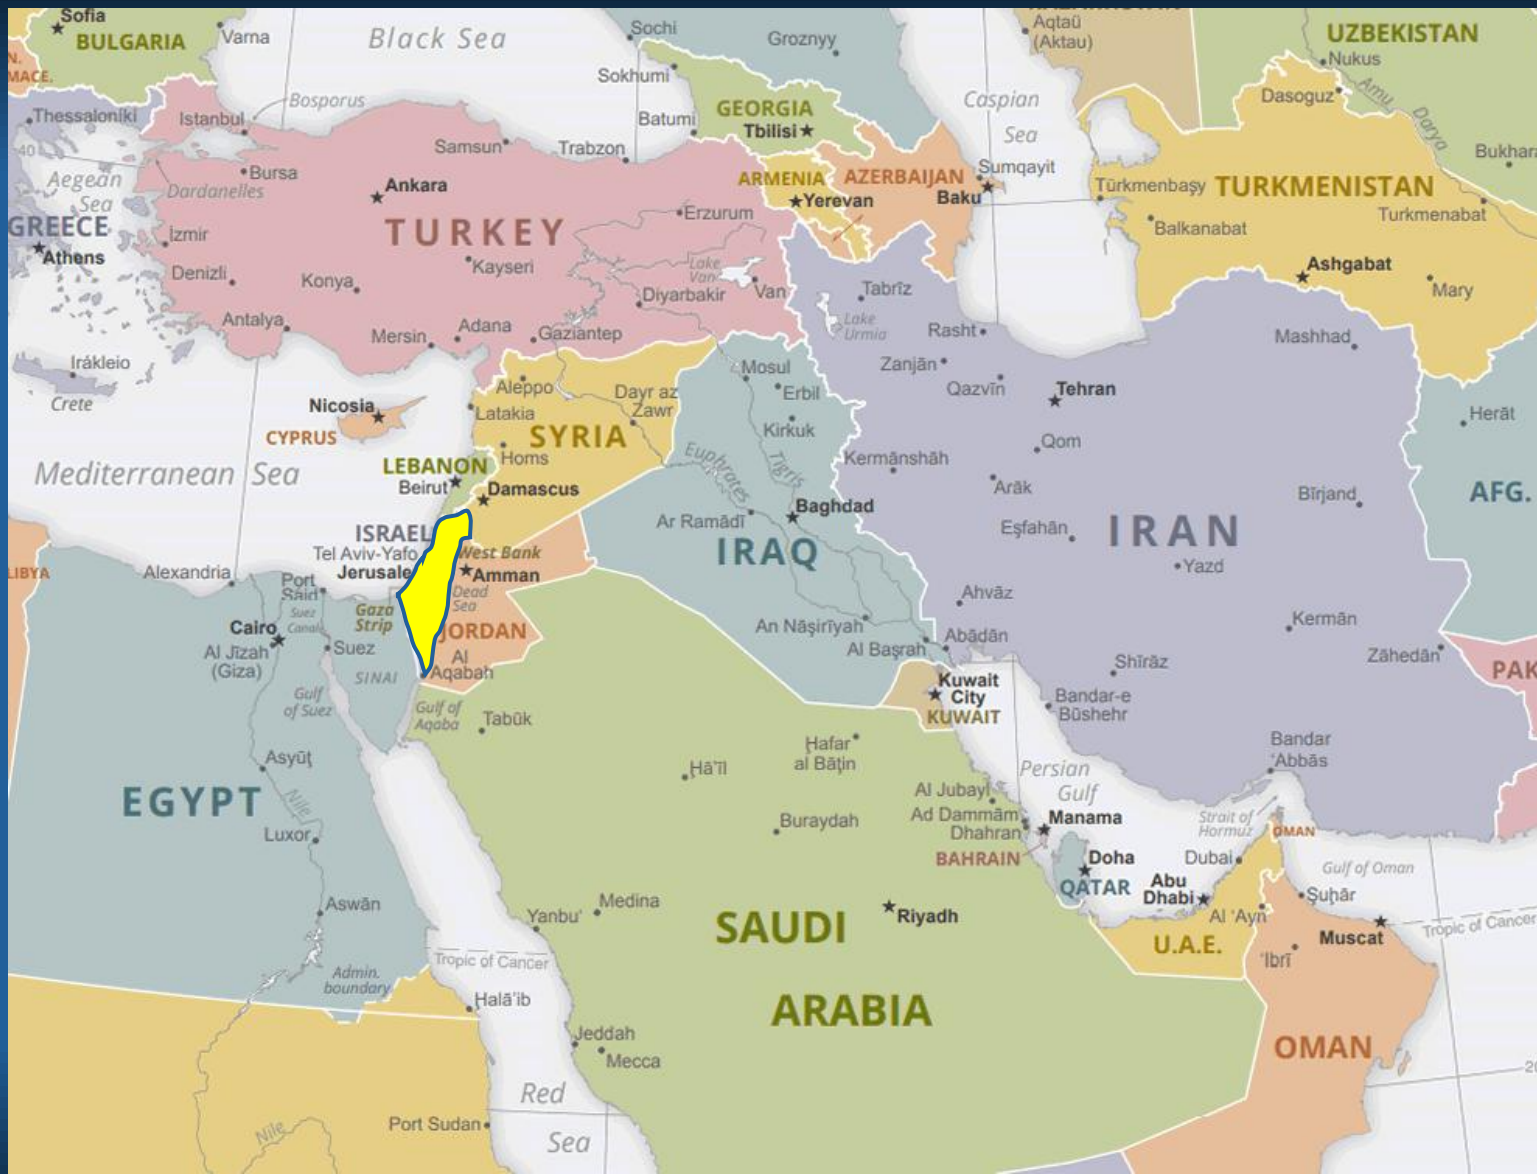 Sofia
BULGARIA
Varna
Black Sea
Sochi
Groznyy
Aqtaū
(Aktau)
UZBEKISTAN
Nukus
N.
MACE.
Sokhumi
Thessaloníki
Istanbul
Bosporus
Batumi
GEORGIA
Tbilisi
Caspian
Sea
Dasoguz
Amu
Darya
Bukhar
40
Aegean
Sea
Bursa
Dardanelles
Samsun
Trabzon
Ankara
ARMENIA
Yerevan
AZERBAIJAN
Baku
Sumqayit
Türkmenbaşy
TURKMENISTAN
Turkmenabat
GREECE
Athens
İzmir
TURKEY
Erzurum
Balkanabat
Denizli
Konya
Kayseri
Lake
Van
Van
Diyarbakir
Tabrīz
Ashgabat
Mary
Antalya
Mersin
Adana
Gaziantep
Lake
Urmia
Rasht
Mashhad
Irákleio
Crete
Zanjān
Qazvīn
Tehran
Nicosia
CYPRUS
Aleppo
Latakia
Dayr az
Zawr
Mosul
Erbil
Kirkuk
Herāt
SYRIA
Homs
Qom
Mediterranean Sea
LEBANON
Beirut
Damascus
Euphrates
Tigris
Kermānshāh
Arāk
Bīrjand
AFG.
Ar Ramādī
Baghdad
Eşfahān
IRAN
ISRAEL
Tel Aviv-Yafo
Jerusale
West Bank
Amman
IRAQ
Yazd
LIBYA
Alexandria
Port
Said
Suez
Canal
Gaza
Strip
Dead
Sea
JORDAN
Ahvāz
Kermān
Cairo
Al Jīzah
(Giza)
Suez
SINAI
Al
Aqabah
An Nāşirīyah
Al Başrah
Abādān
Shīrāz
Zāhedān
PAK
Gulf
of Suez
Gulf of
Aqaba
Tabūk
Kuwait
City
KUWAIT
Bandar-e
Būshehr
Asyūţ
Ḩā'īl
Ḩafar
al Bāţin
Persian
Gulf
Bandar
'Abbās
EGYPT
Nile
Luxor
Buraydah
Al Jubayl
Ad Dammām
Dhahran
Manama
BAHRAIN
Strait of
Hormuz
OMAN
Doha
QATAR
Dubai
Abu
Dhabi
Gulf of Oman
Aswān
Yanbu'
Medina
SAUDI
ARABIA
Riyadh
Al 'Ayn
Şuḩār
Muscat
Tropic of Cancer
U.A.E.
'Ibrī
Tropic of Cancer
Admin.
boundary
Ḩalā'ib
Jeddah
Mecca
OMAN
20
Red
Sea
Port Sudan
Nile